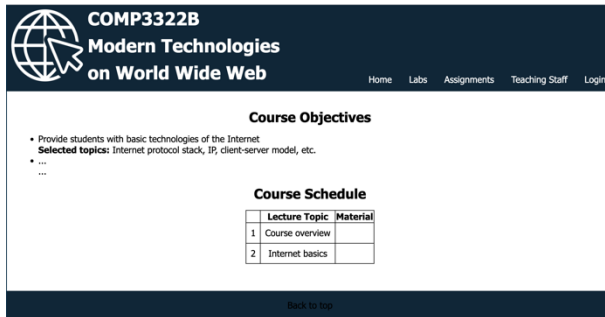 COMP3322B
Modern Technologies
on World Wide Web
Home Labs Assignments Teaching Staff Login
Course Objectives
• Provide students with basic technologies of the Internet
Selected topics: Internet protocol stack, IP, client-server model, etc.
• ...
...
Course Schedule
Lecture Topic Material
1 Course overview
2 Internet basics
Back to top